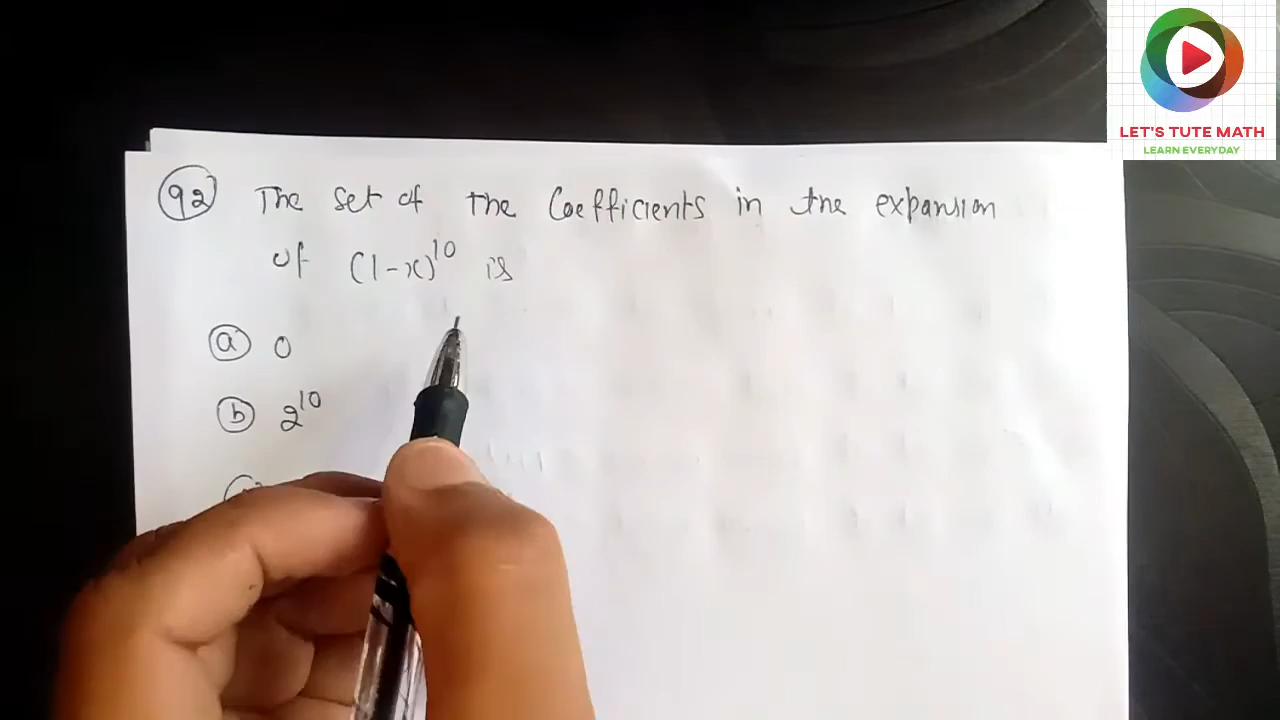 92 The set of the Coefficients in the expansion
of (1-x)^10 is
a 0
b 2^10
LET'S TUTE MATH
LEARN EVERYDAY